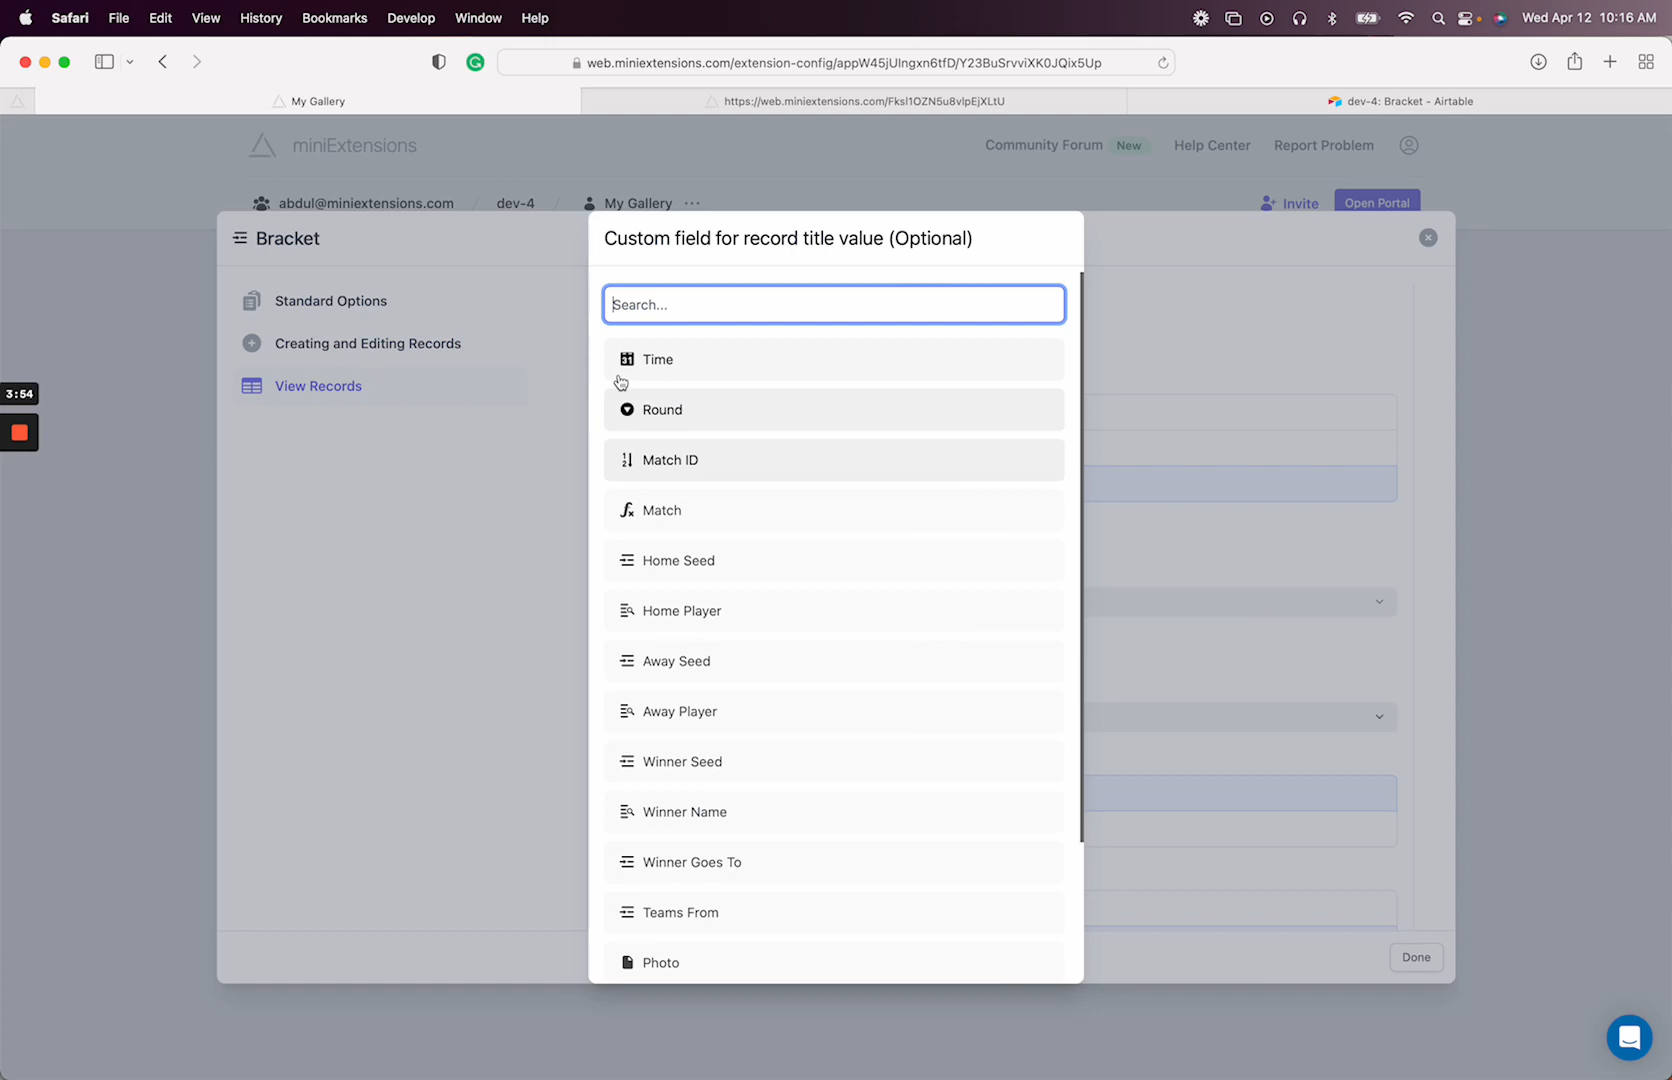 Safari File Edit View History Bookmarks Develop Window Help Wed Apr 12 10:16 AM
web.miniextensions.com/extension-config/appW45jUIngxn6tfD/Y23BuSrvviXK0JQix5Up
My Gallery https://web.miniextensions.com/Fksl1OZN5u8vlpEjXLtU dev-4: Bracket - Airtable
miniExtensions Community Forum New Help Center Report Problem
abdul@miniextensions.com / dev-4 / My Gallery ... Invite Open Portal
Bracket
Standard Options
Creating and Editing Records
View Records
3:54
Custom field for record title value (Optional)
Search...
31 Time
Round
Match ID
Match
Home Seed
Home Player
Away Seed
Away Player
Winner Seed
Winner Name
Winner Goes To
Teams From
Photo
Done